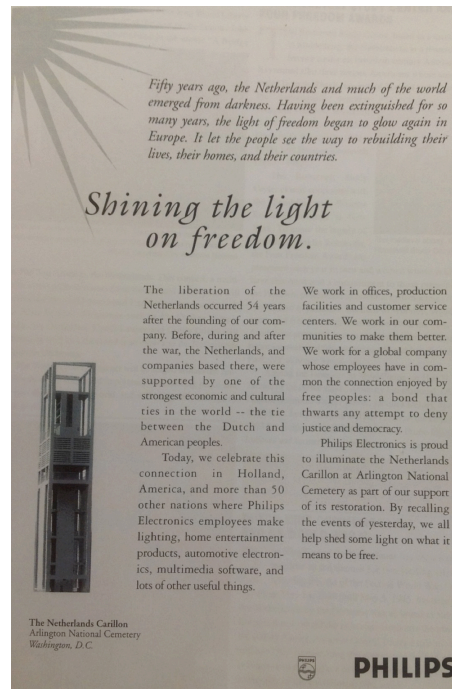 Fifty years ago, the Netherlands and much of the world
emerged from darkness. Having been extinguished for so
many years, the light of freedom began to glow again in
Europe. It let the people see the way to rebuilding their
lives, their homes, and their countries.
Shining the light
on freedom.
The liberation of the
Netherlands occurred 54 years
after the founding of our com-
pany. Before, during and after
the war, the Netherlands, and
companies based there, were
supported by one of the
strongest economic and cultural
ties in the world -- the tie
between the Dutch and
American peoples.
Today, we celebrate this
connection in Holland,
America, and more than 50
other nations where Philips
Electronics employees make
lighting, home entertainment
products, automotive electron-
ics, multimedia software, and
lots of other useful things.
We work in offices, production
facilities and customer service
centers. We work in our com-
munities to make them better.
We work for a global company
whose employees have in com-
mon the connection enjoyed by
free peoples: a bond that
thwarts any attempt to deny
justice and democracy.
Philips Electronics is proud
to illuminate the Netherlands
Carillon at Arlington National
Cemetery as part of our support
of its restoration. By recalling
the events of yesterday, we all
help shed some light on what it
means to be free.
The Netherlands Carillon
Arlington National Cemetery
Washington, D.C.
PHILIPS
PHILIPS